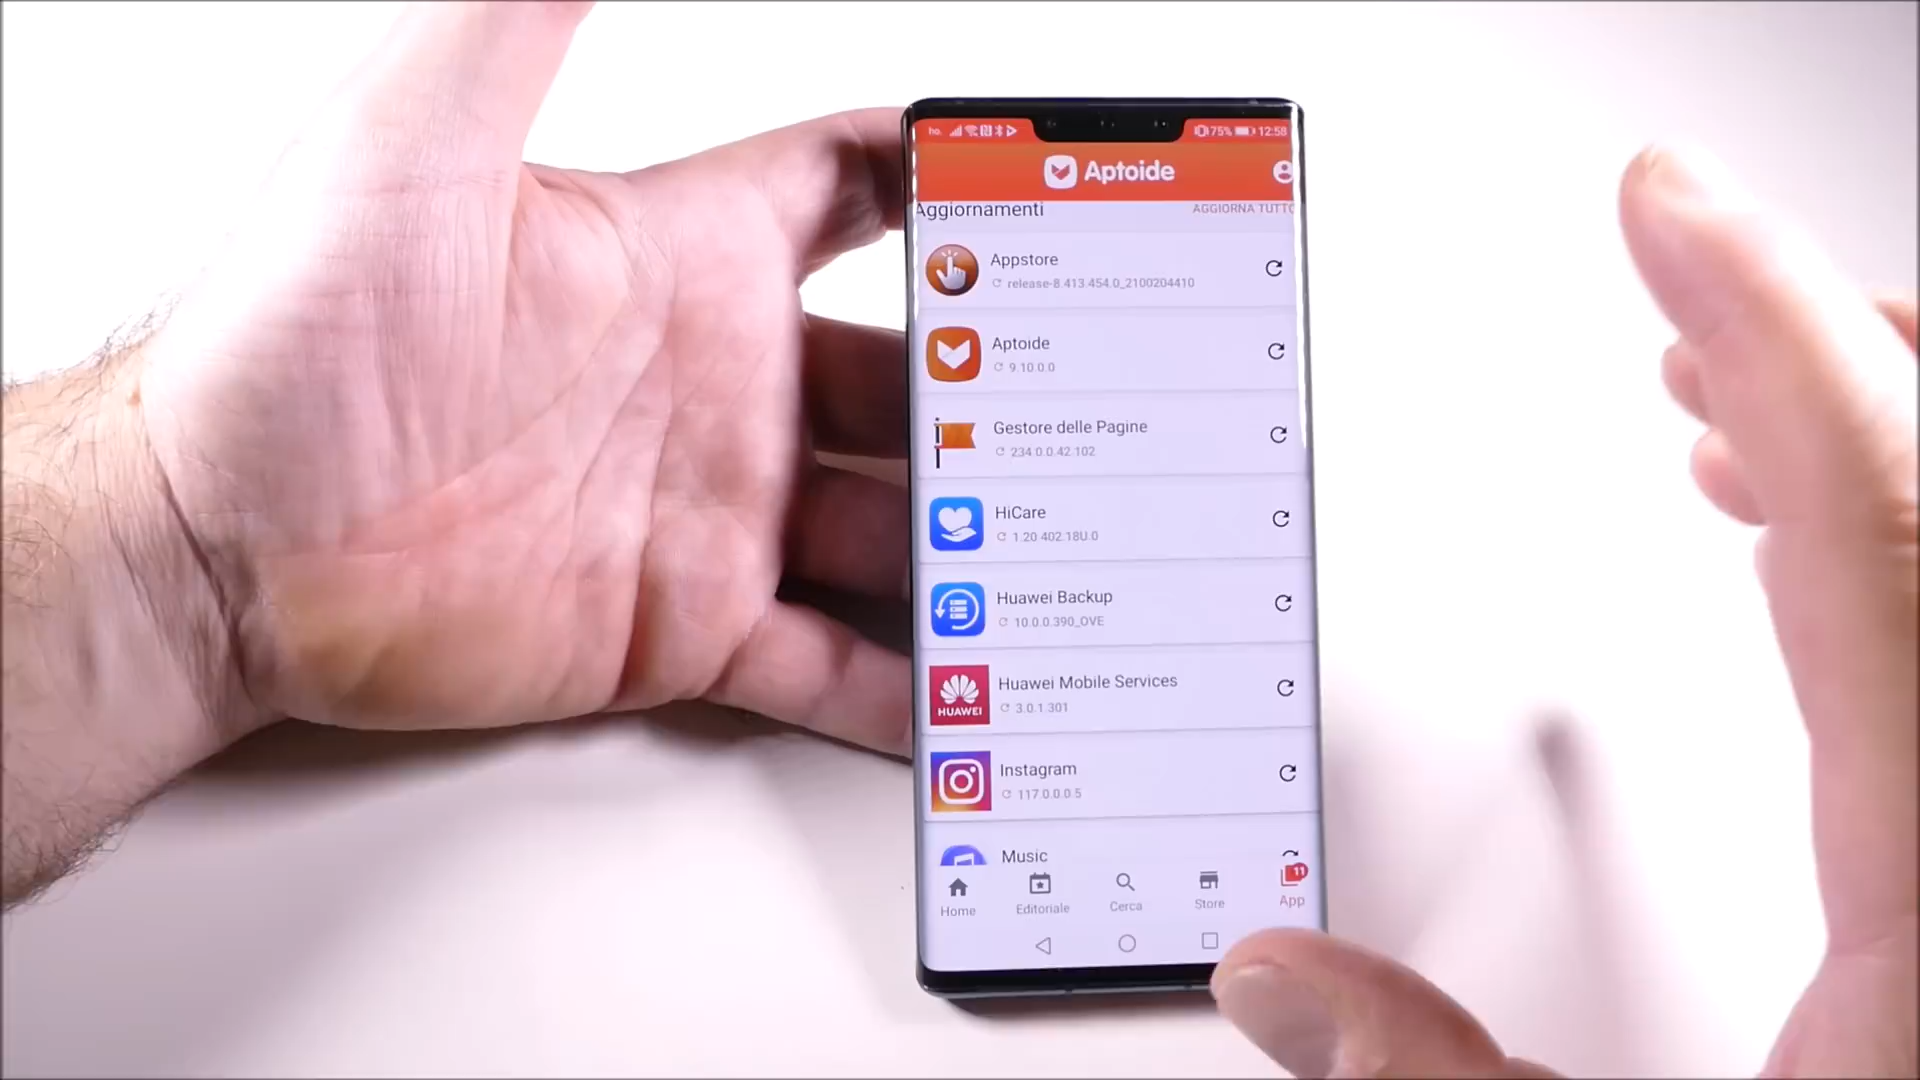 ho. 75% 12:58
Aptoide
Aggiornamenti AGGIORNA TUTTO
Appstore
release-8.413.454.0_2100204410
Aptoide
9.10.0.0
Gestore delle Pagine
234.0.0.42.102
HiCare
1.20.402.18U.0
Huawei Backup
10.0.0.390_OVE
HUAWEI
Huawei Mobile Services
3.0.1.301
Instagram
117.0.0.0.5
Music
11
Home Editoriale Cerca Store App